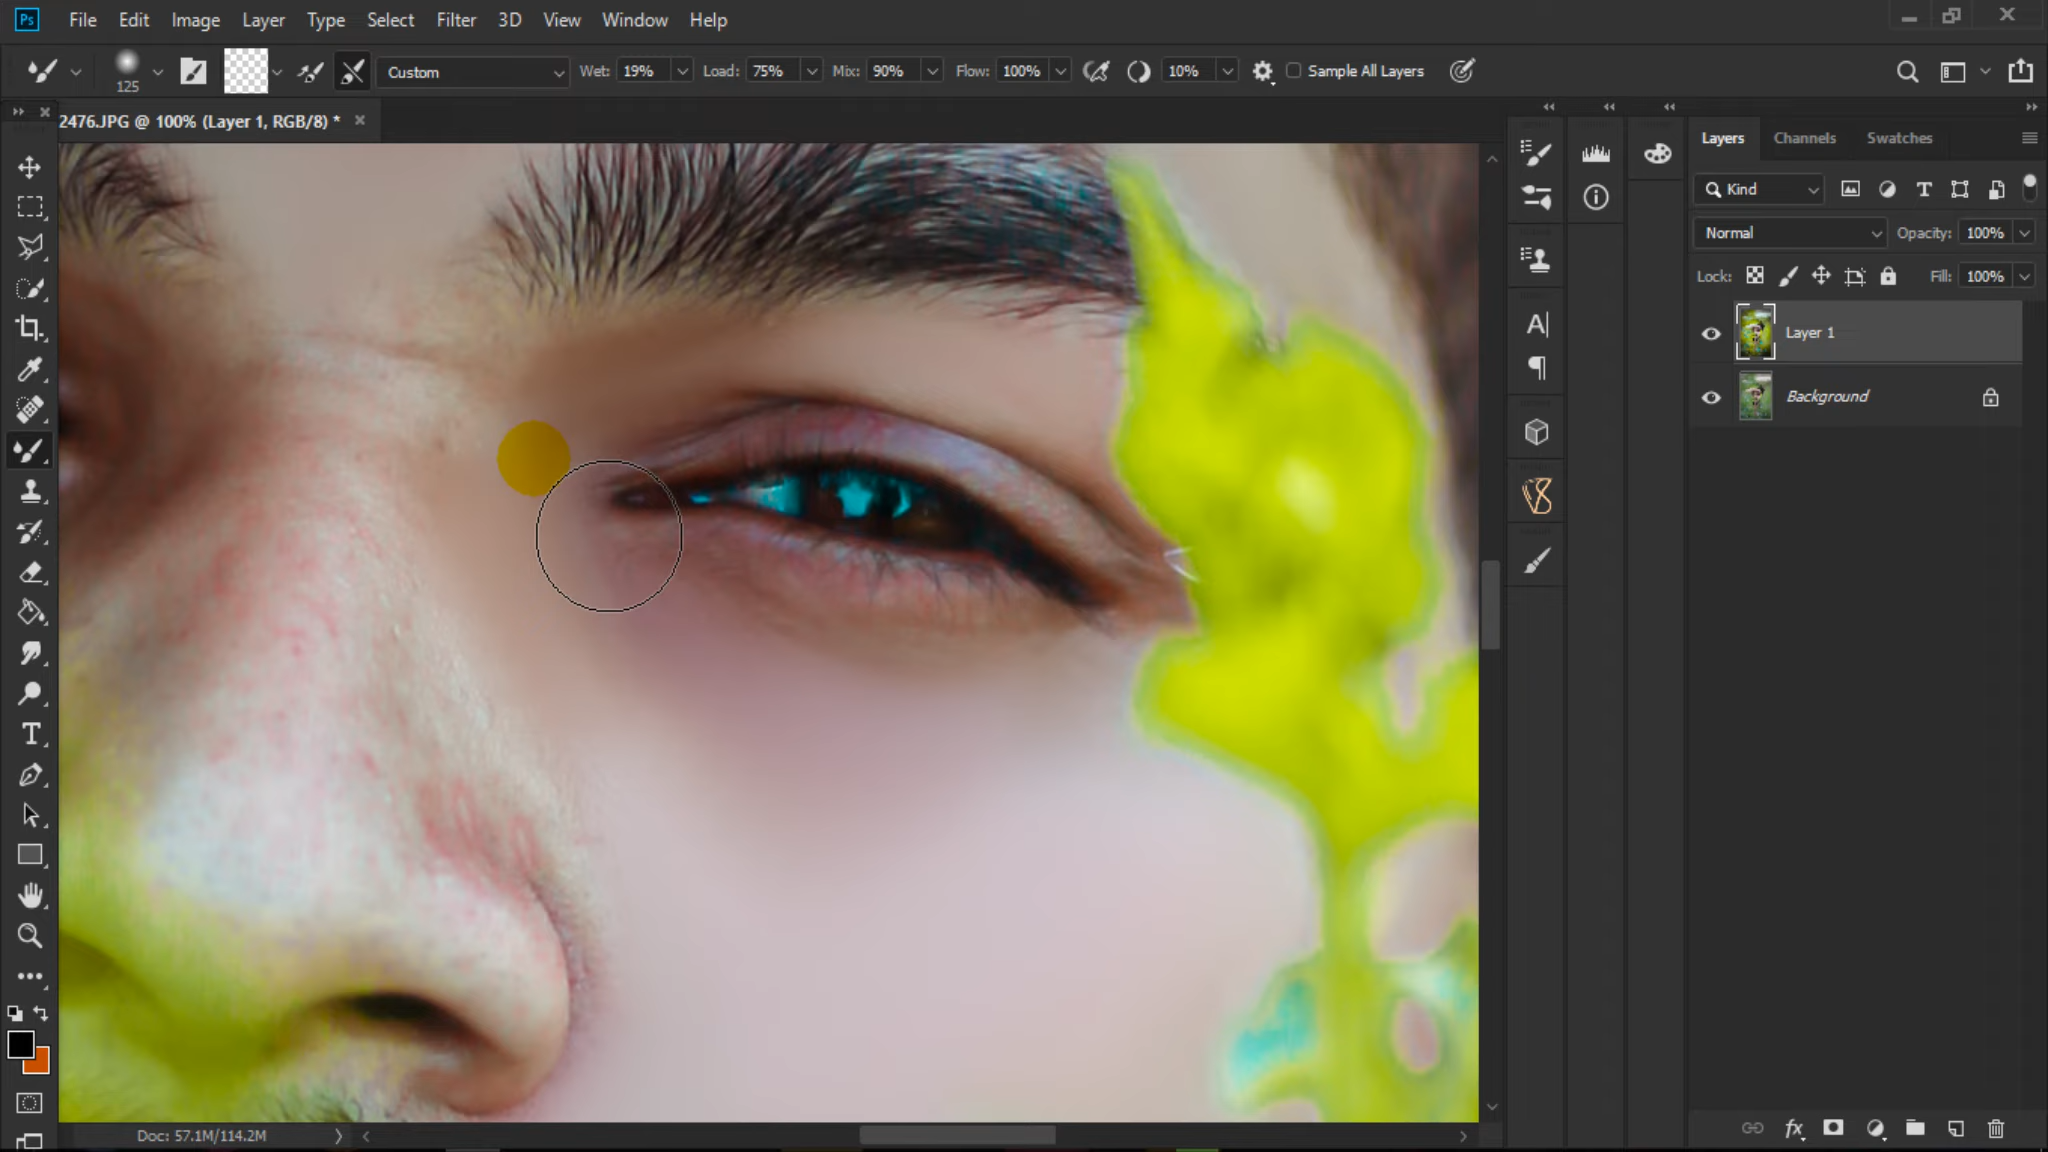 Ps File Edit Image Layer Type Select Filter 3D View Window Help
125 Custom Wet: 19% Load: 75% Mix: 90% Flow: 100% 10% Sample All Layers
2476.JPG @ 100% (Layer 1, RGB/8) *
Layers Channels Swatches
Kind
Normal Opacity: 100%
Lock: Fill: 100%
Layer 1
Background
Doc: 57.1M/114.2M